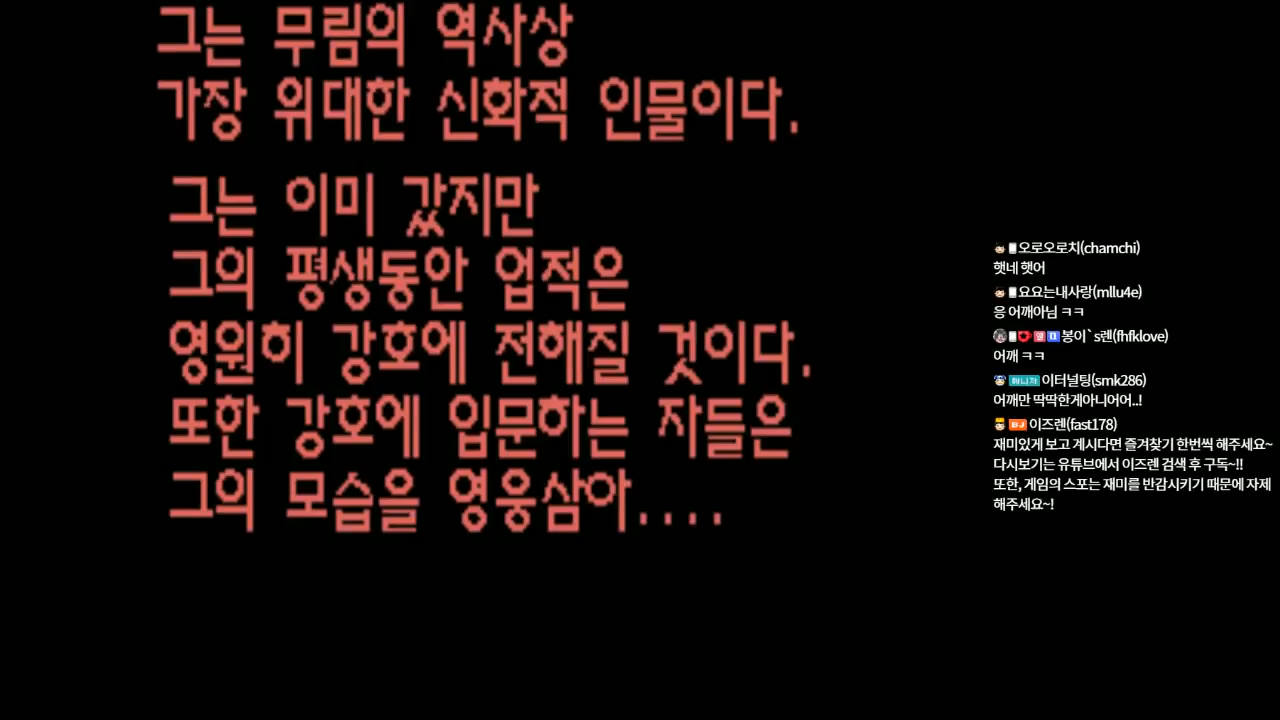 그는 무림의 역사상
가장 위대한 신화적 인물이다.
그는 이미 갔지만
그의 평생동안 업적은
영원히 강호에 전해질 것이다.
또한 강호에 입문하는 자들은
그의 모습을 영웅삼아....
오로오로치(chamchi)
햇네 햇어
요요는내사랑(mllu4e)
응 어깨아님 ㅋㅋ
봉이`s렌(fhfklove)
어깨 ㅋㅋ
매니저 이터널팅(smk286)
어깨만 딱딱한게아니어어..!
BJ 이즈렌(fast178)
재미있게 보고 계시다면 즐겨찾기 한번씩 해주세요~
다시보기는 유튜브에서 이즈렌 검색 후 구독~!!
또한, 게임의 스포는 재미를 반감시키기 때문에 자제
해주세요~!